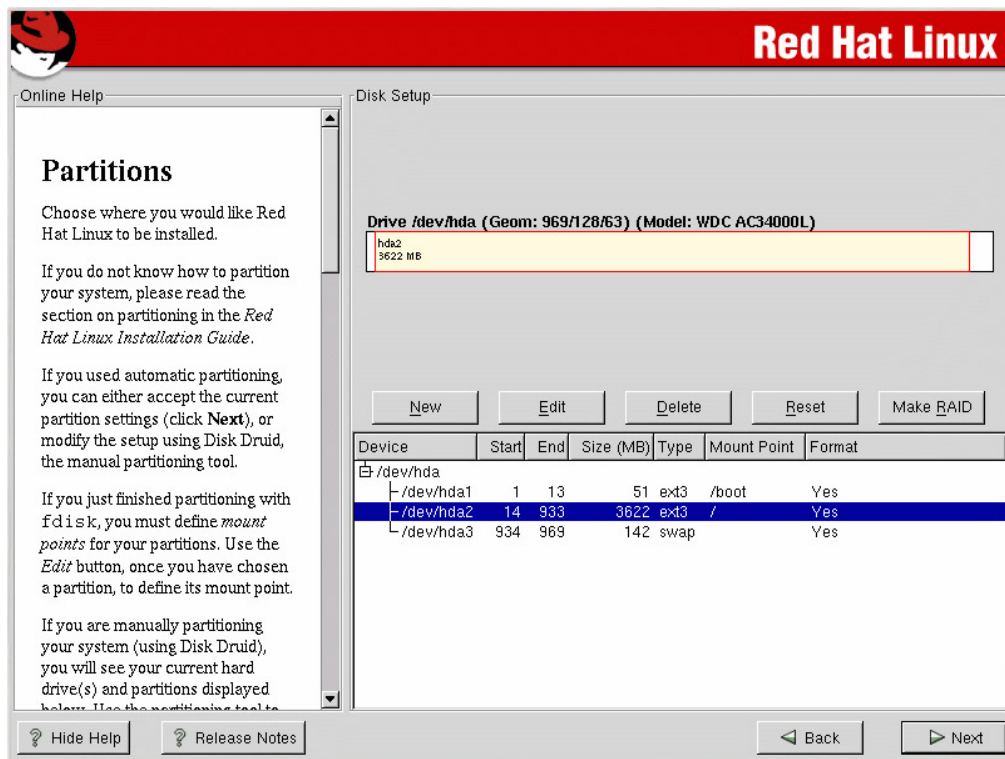 Red Hat Linux
Online Help
Partitions
Choose where you would like Red
Hat Linux to be installed.
If you do not know how to partition
your system, please read the
section on partitioning in the Red
Hat Linux Installation Guide.
If you used automatic partitioning,
you can either accept the current
partition settings (click Next), or
modify the setup using Disk Druid,
the manual partitioning tool.
If you just finished partitioning with
fdisk, you must define mount
points for your partitions. Use the
Edit button, once you have chosen
a partition, to define its mount point.
If you are manually partitioning
your system (using Disk Druid),
you will see your current hard
drive(s) and partitions displayed
below. Use the partitioning tool to
Disk Setup
Drive /dev/hda (Geom: 969/128/63) (Model: WDC AC34000L)
hda2
3622 MB
New Edit Delete Reset Make RAID
Device Start End Size (MB) Type Mount Point Format
/dev/hda
/dev/hda1 1 13 51 ext3 /boot Yes
/dev/hda2 14 933 3622 ext3 / Yes
/dev/hda3 934 969 142 swap Yes
Hide Help Release Notes Back Next